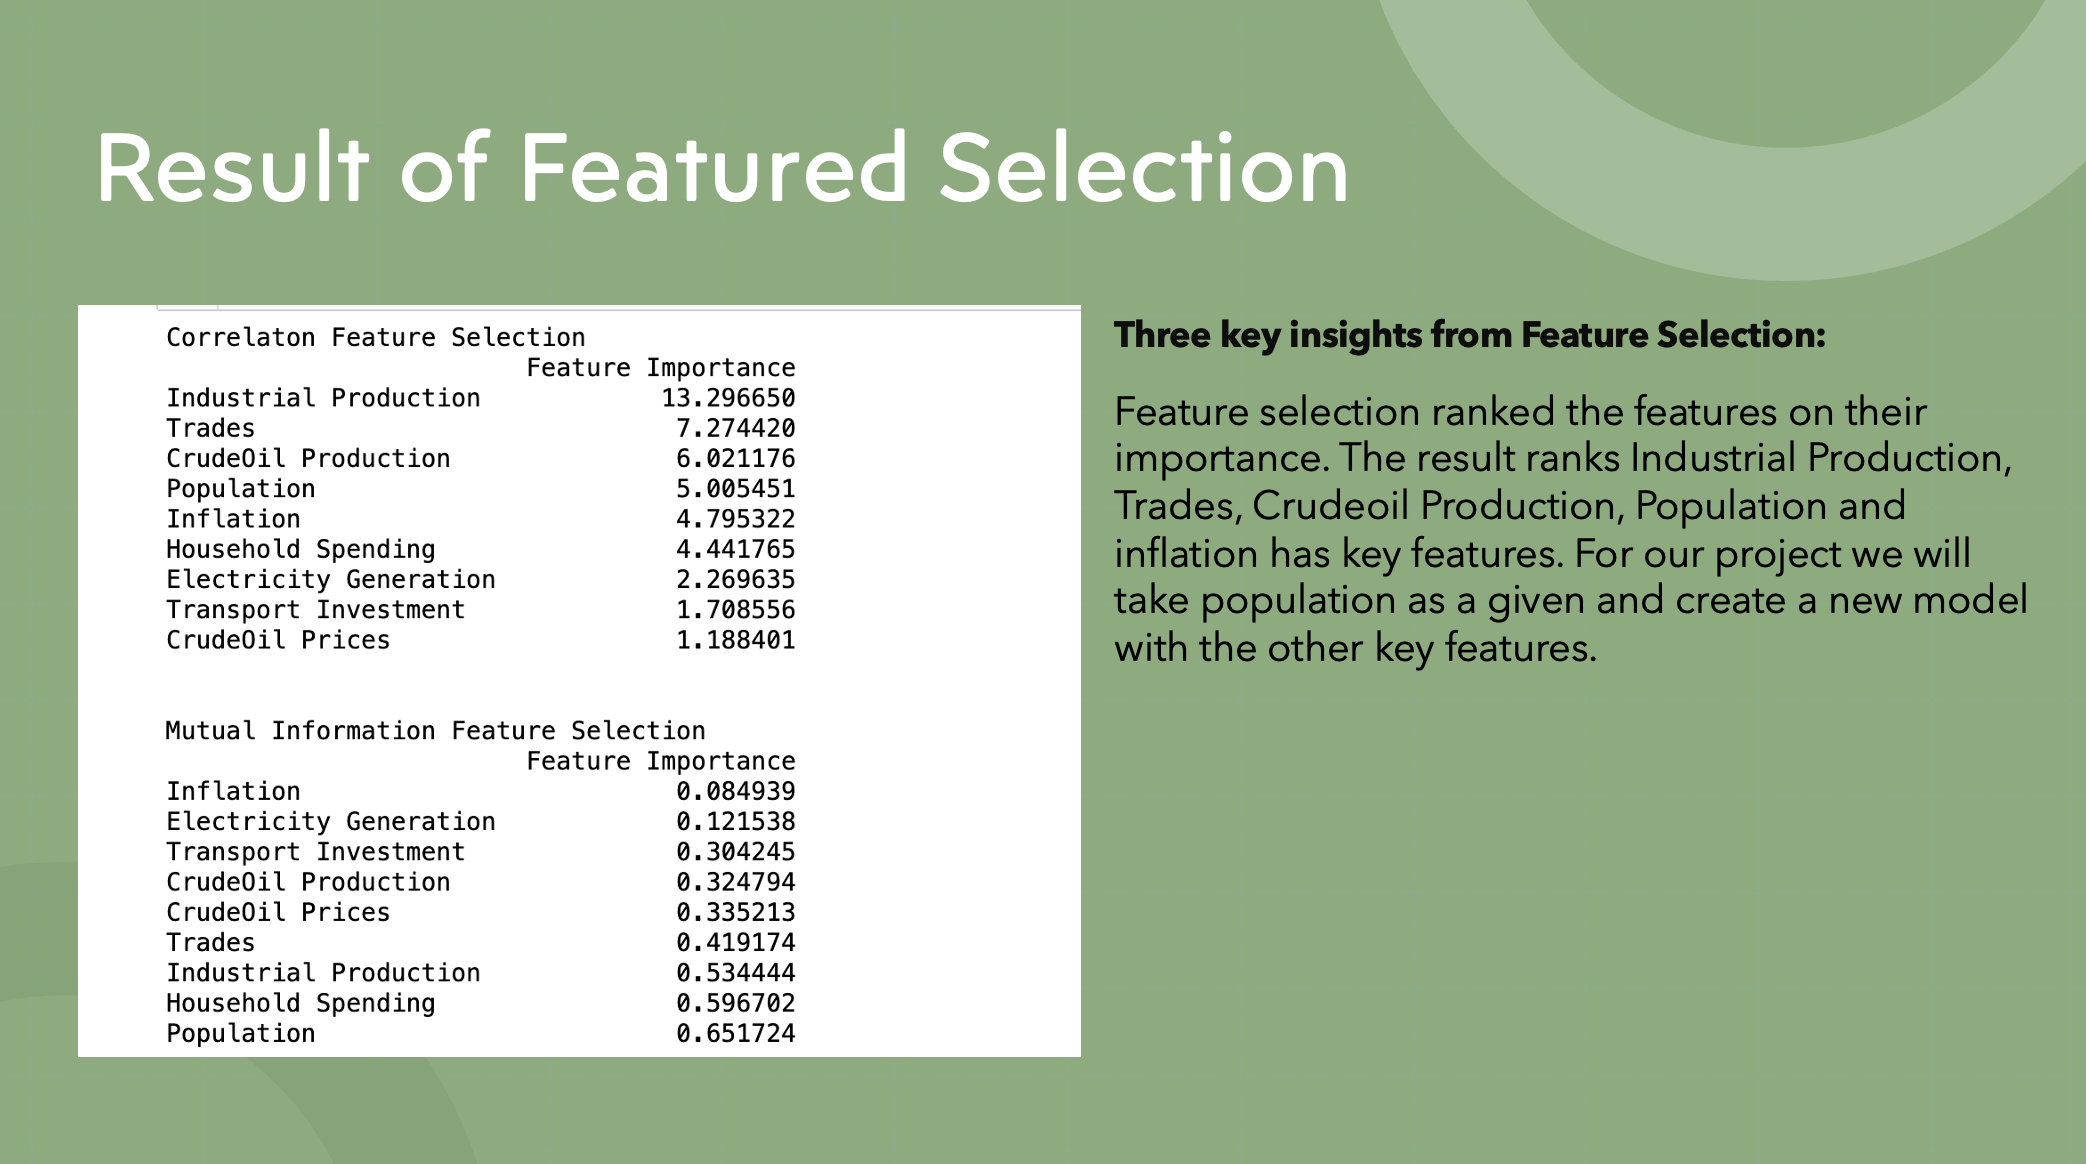 Result of Featured Selection
Correlaton Feature Selection
Feature Importance
Industrial Production 13.296650
Trades 7.274420
CrudeOil Production 6.021176
Population 5.005451
Inflation 4.795322
Household Spending 4.441765
Electricity Generation 2.269635
Transport Investment 1.708556
CrudeOil Prices 1.188401
Mutual Information Feature Selection
Feature Importance
Inflation 0.084939
Electricity Generation 0.121538
Transport Investment 0.304245
CrudeOil Production 0.324794
CrudeOil Prices 0.335213
Trades 0.419174
Industrial Production 0.534444
Household Spending 0.596702
Population 0.651724
Three key insights from Feature Selection:
Feature selection ranked the features on their
importance. The result ranks Industrial Production,
Trades, Crudeoil Production, Population and
inflation has key features. For our project we will
take population as a given and create a new model
with the other key features.